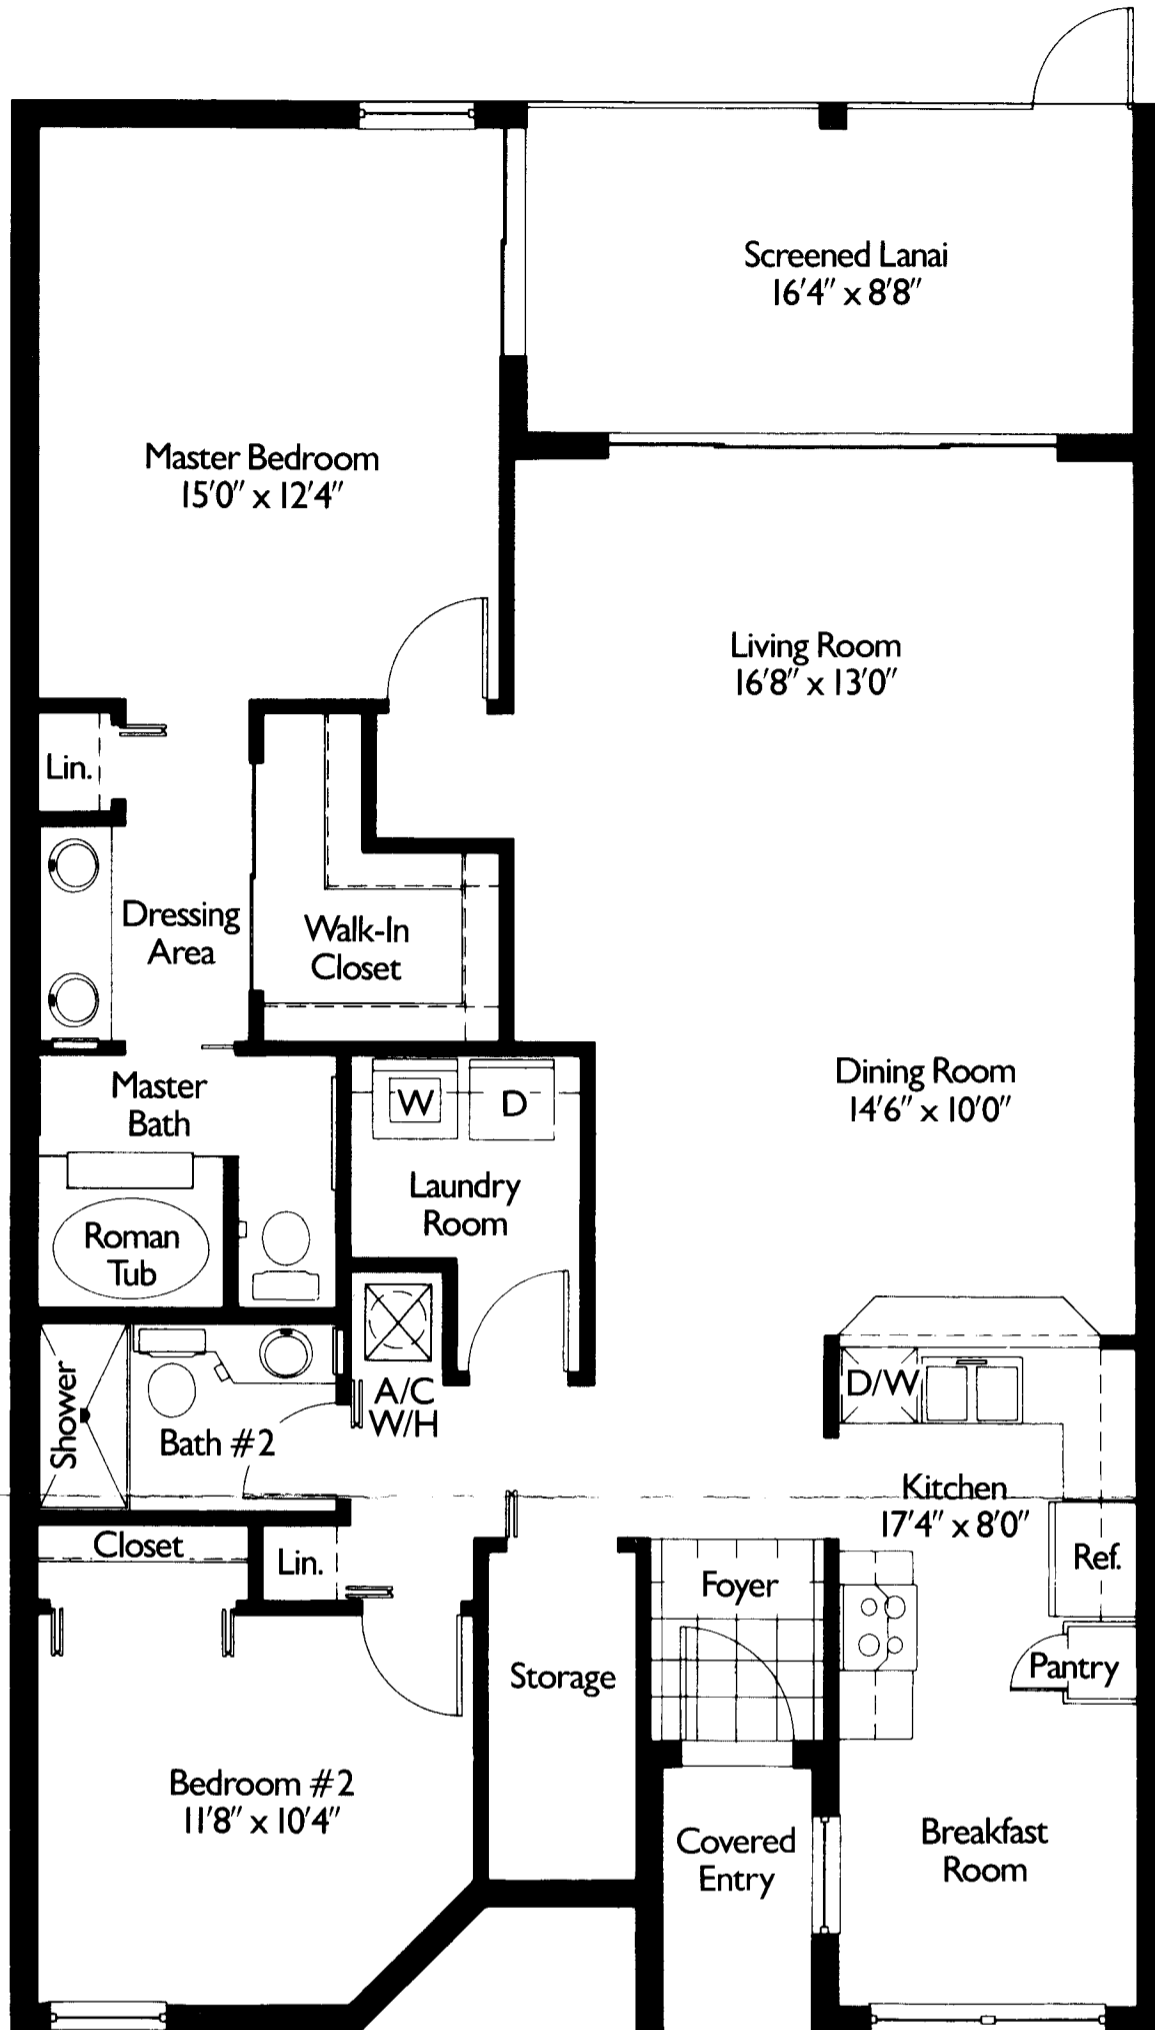 Screened Lanai
16'4" x 8'8"
Master Bedroom
15'0" x 12'4"
Living Room
16'8" x 13'0"
Lin.
Dressing
Area
Walk-In
Closet
Dining Room
14'6" x 10'0"
Master
Bath
W
D
Laundry
Room
Roman
Tub
Shower
A/C
W/H
D/W
Bath #2
Kitchen
17'4" x 8'0"
Closet
Lin.
Ref.
Foyer
Storage
Pantry
Bedroom #2
11'8" x 10'4"
Covered
Entry
Breakfast
Room